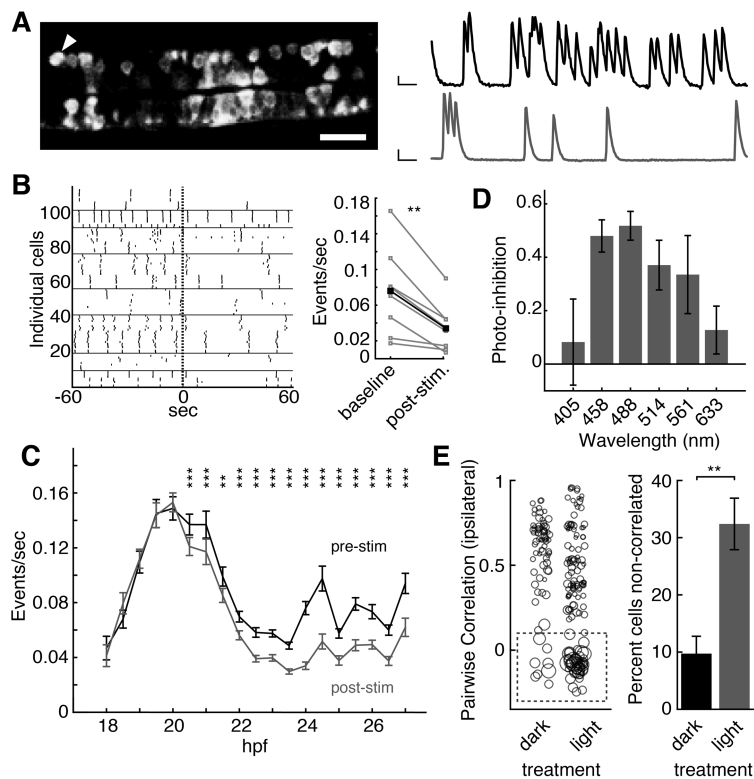 A
B
Individual cells
100
80
60
40
20
-60
0
60
sec
Events/sec
0.18
0.12
0.1
0.06
0.08
0
**
baseline
post-stim.
D
Photo-inhibition
0.6
0.4
0.2
0
405
458
488
514
561
633
Wavelength (nm)
C
Events/sec
0.16
0.12
0.08
0.04
0
***
***
**
***
***
***
***
***
***
***
***
***
***
***
pre-stim
post-stim
18
20
22
24
26
hpf
E
Pairwise Correlation (ipsilateral)
1
0.5
0
dark
light
treatment
Percent cells non-correlated
40
30
20
10
0
**
dark
light
treatment